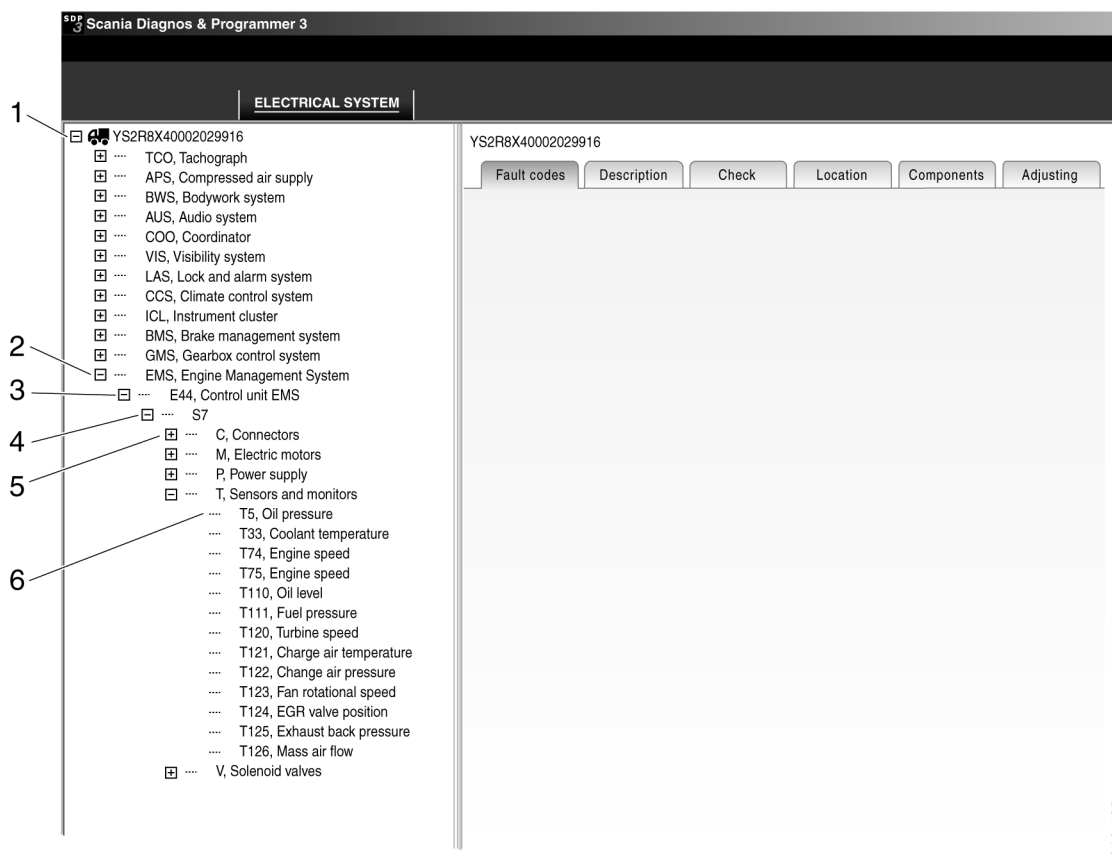 SDP 3 Scania Diagnos & Programmer 3
ELECTRICAL SYSTEM
1
YS2R8X40002029916
TCO, Tachograph
APS, Compressed air supply
BWS, Bodywork system
AUS, Audio system
COO, Coordinator
VIS, Visibility system
LAS, Lock and alarm system
CCS, Climate control system
ICL, Instrument cluster
BMS, Brake management system
GMS, Gearbox control system
2
EMS, Engine Management System
3
E44, Control unit EMS
4
S7
5
C, Connectors
M, Electric motors
P, Power supply
T, Sensors and monitors
6
T5, Oil pressure
T33, Coolant temperature
T74, Engine speed
T75, Engine speed
T110, Oil level
T111, Fuel pressure
T120, Turbine speed
T121, Charge air temperature
T122, Change air pressure
T123, Fan rotational speed
T124, EGR valve position
T125, Exhaust back pressure
T126, Mass air flow
V, Solenoid valves
YS2R8X40002029916
Fault codes Description Check Location Components Adjusting